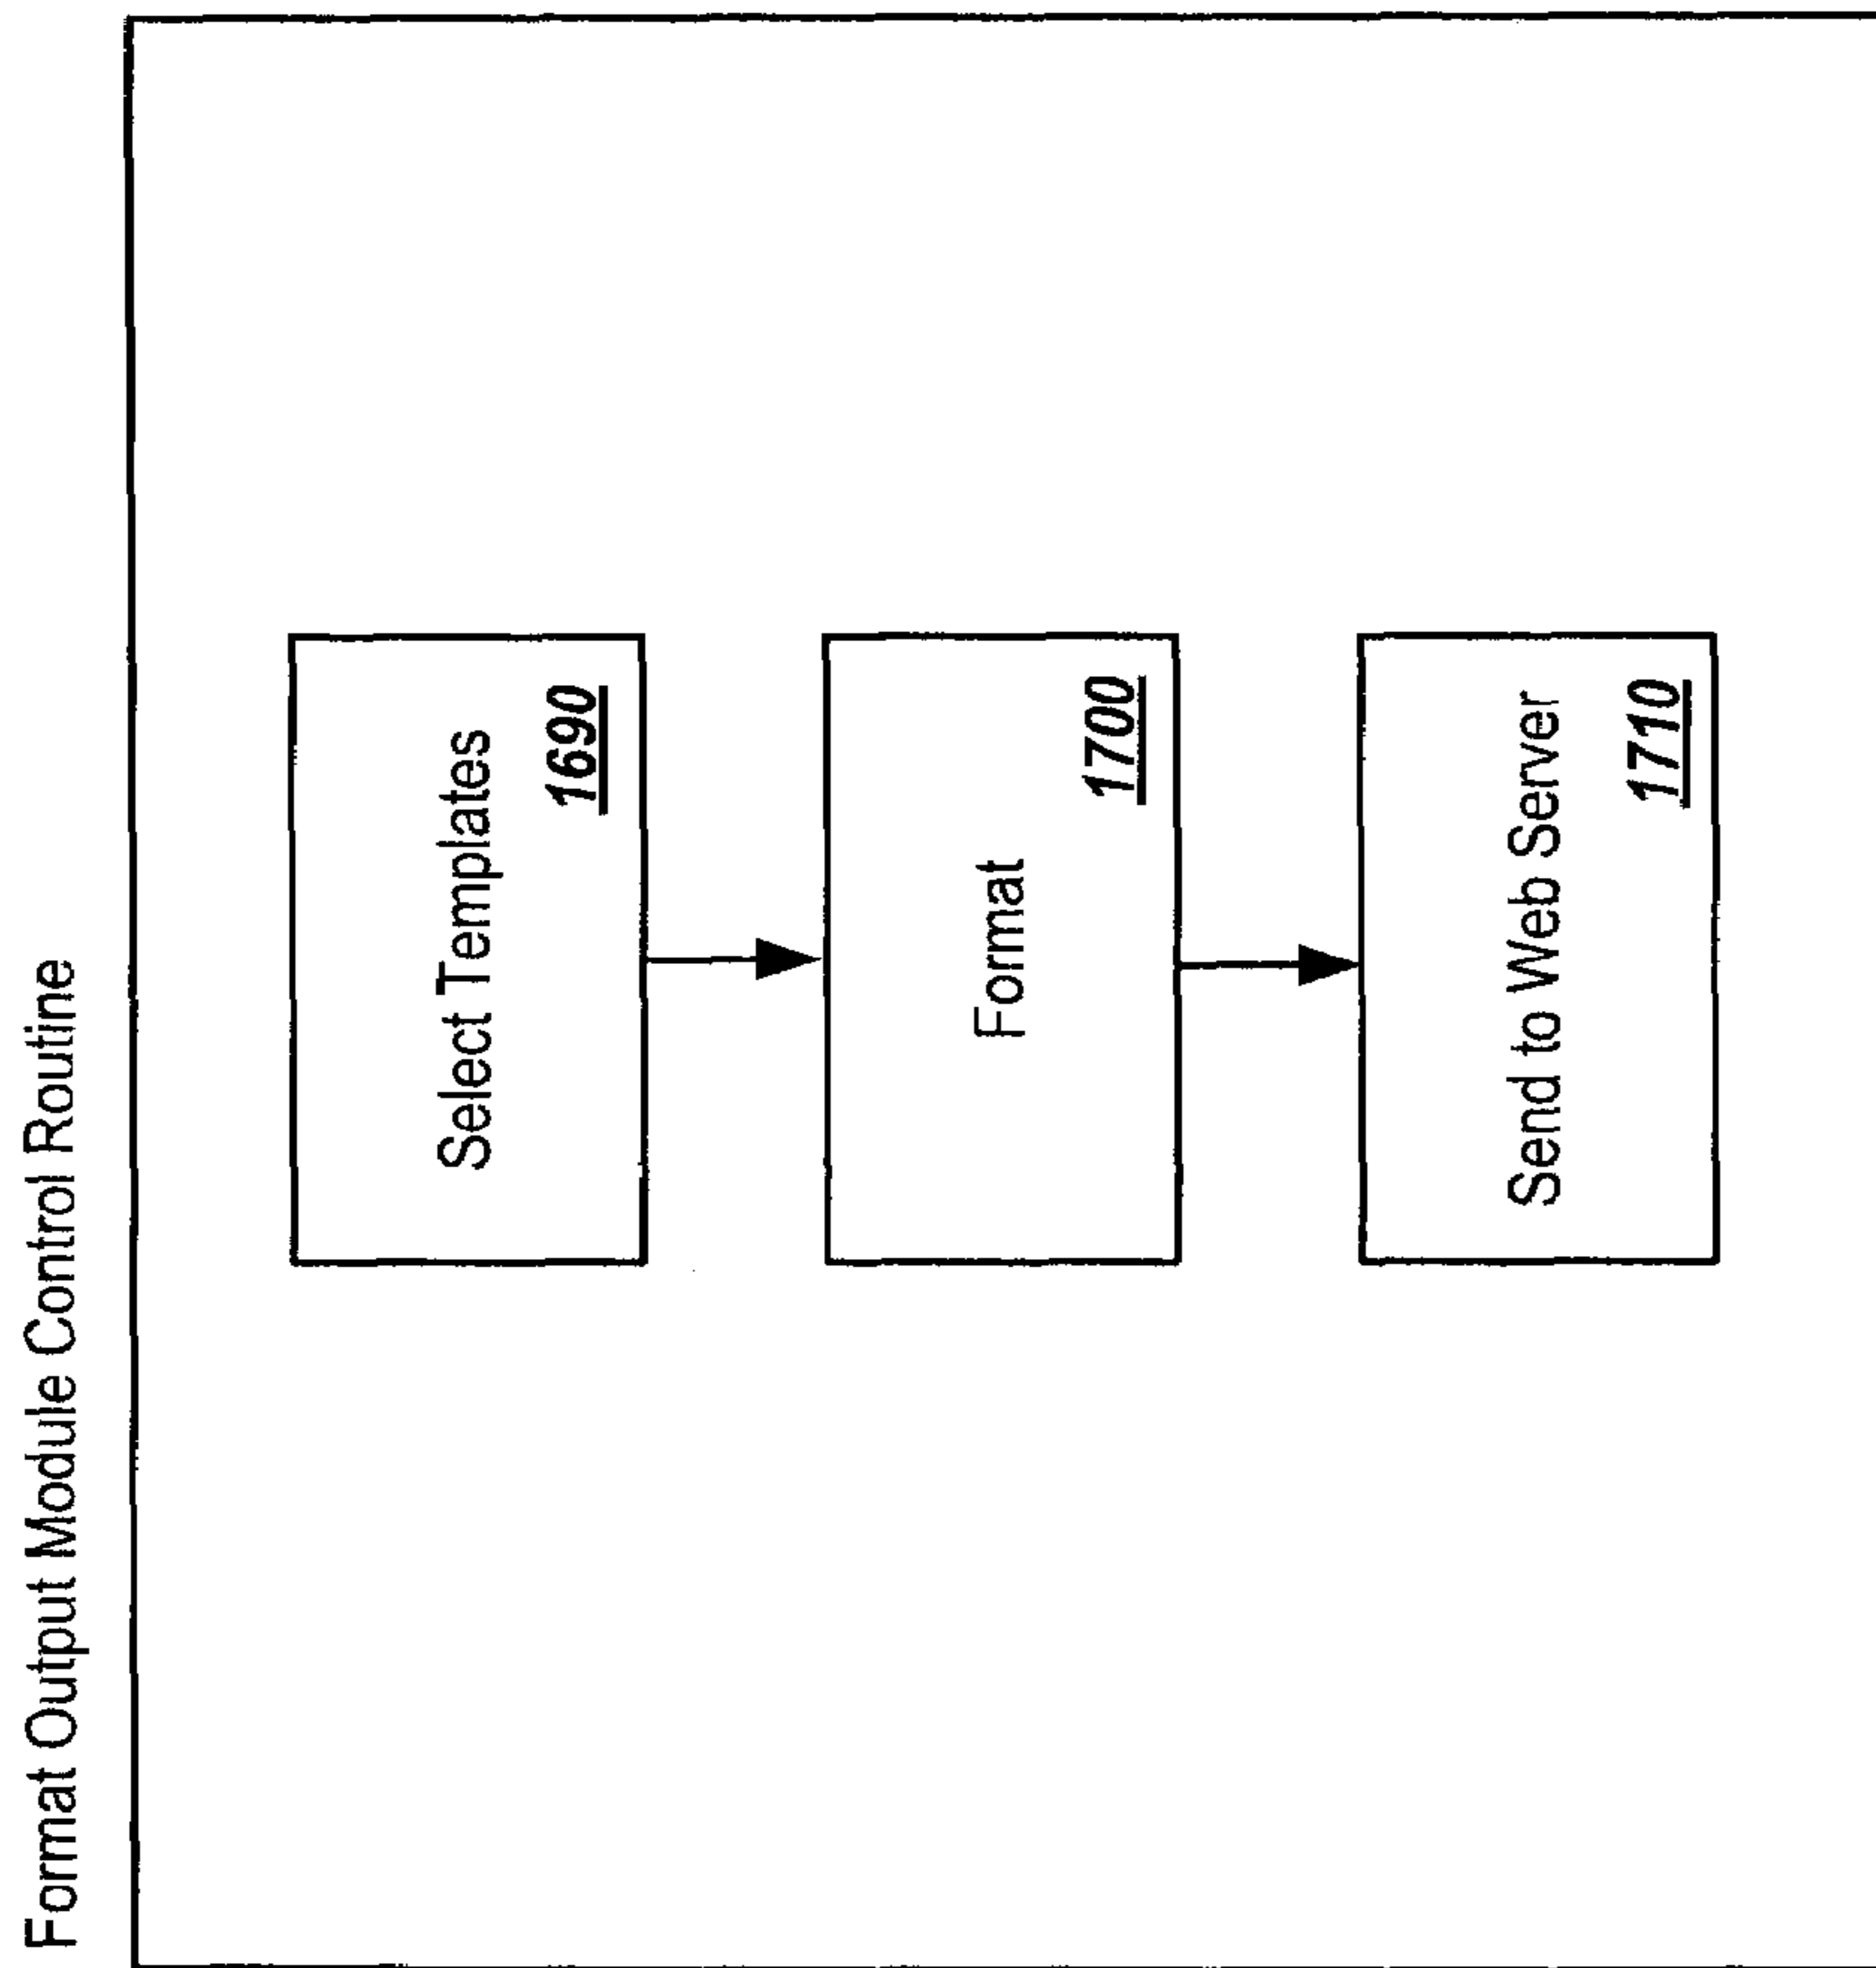 Format Output Module Control Routine
Select Templates
1690
Format
1700
Send to Web Server
1710